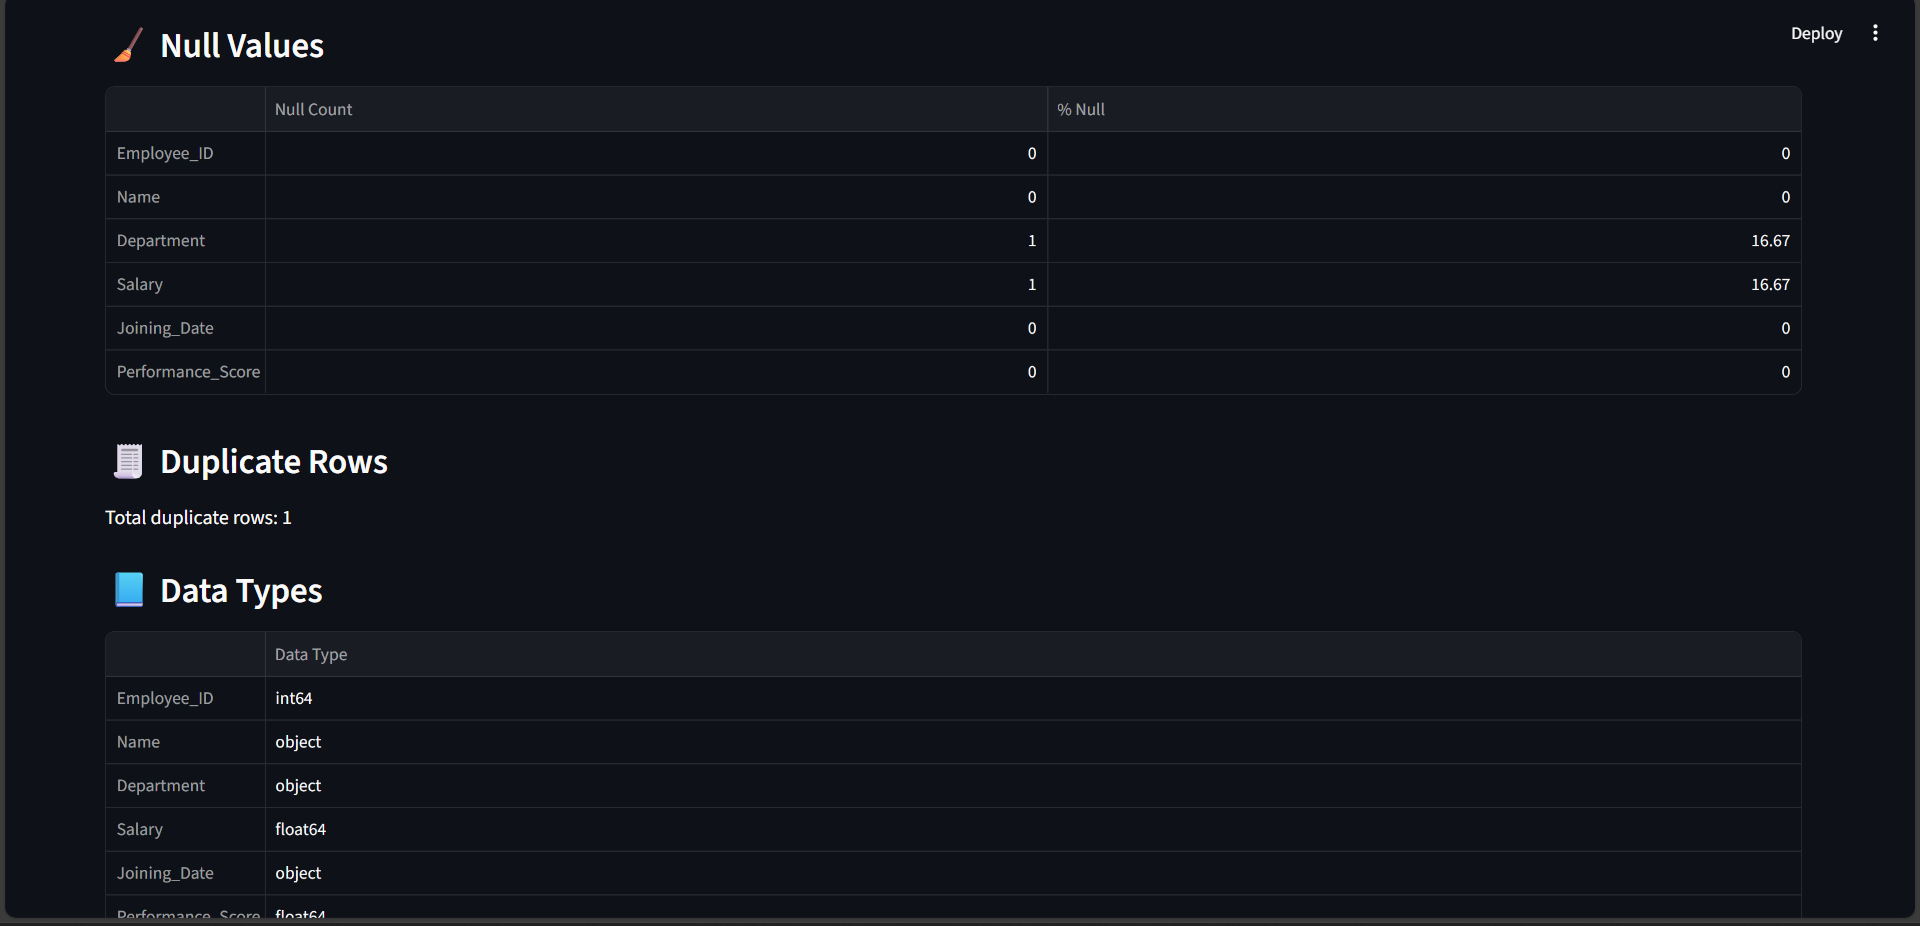 Deploy
Null Values
Null Count % Null
Employee_ID 0 0
Name 0 0
Department 1 16.67
Salary 1 16.67
Joining_Date 0 0
Performance_Score 0 0
Duplicate Rows
Total duplicate rows: 1
Data Types
Data Type
Employee_ID int64
Name object
Department object
Salary float64
Joining_Date object
Performance_Score float64